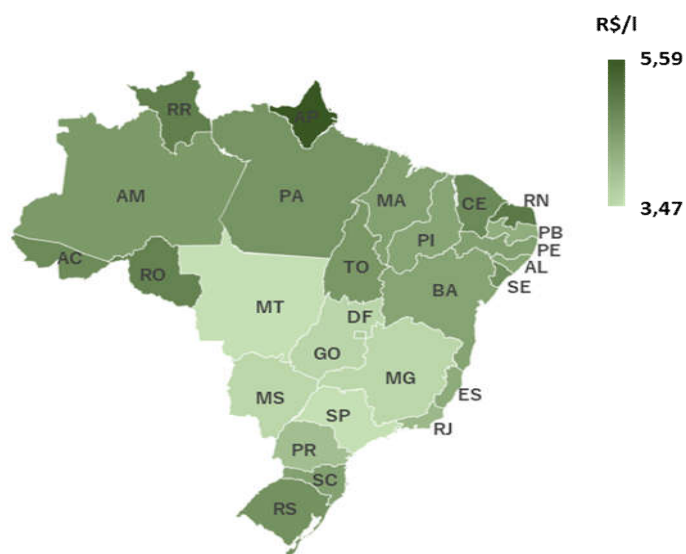 R$/l
5,59
3,47
RR
AP
AM
PA
MA
CE
RN
PB
PI
PE
AC
RO
TO
AL
SE
BA
MT
DF
GO
MG
MS
ES
SP
RJ
PR
SC
RS